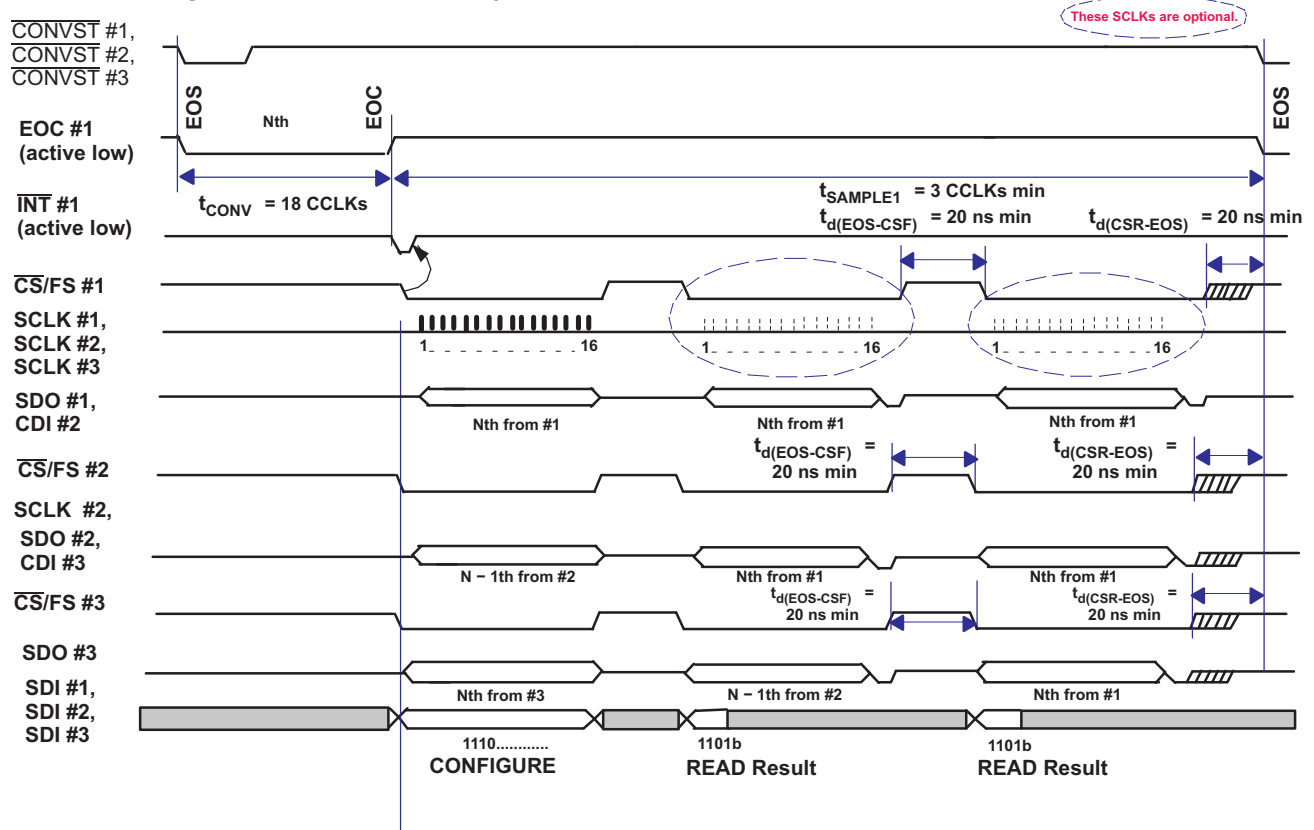 These SCLKs are optional.
CONVST #1,
CONVST #2,
CONVST #3
EOS
Nth
EOC
EOS
EOC #1
(active low)
tCONV = 18 CCLKs
tSAMPLE1 = 3 CCLKs min
INT #1
(active low)
td(EOS-CSF) = 20 ns min
td(CSR-EOS) = 20 ns min
CS/FS #1
SCLK #1,
SCLK #2,
SCLK #3
1 16
1 16
1 16
SDO #1,
CDI #2
Nth from #1
Nth from #1
Nth from #1
td(EOS-CSF) =
20 ns min
td(CSR-EOS) =
20 ns min
CS/FS #2
SCLK #2,
SDO #2,
CDI #3
N − 1th from #2
Nth from #1
Nth from #1
td(EOS-CSF) =
20 ns min
td(CSR-EOS) =
20 ns min
CS/FS #3
SDO #3
Nth from #3
N − 1th from #2
Nth from #1
SDI #1,
SDI #2,
SDI #3
1110............
CONFIGURE
1101b
READ Result
1101b
READ Result